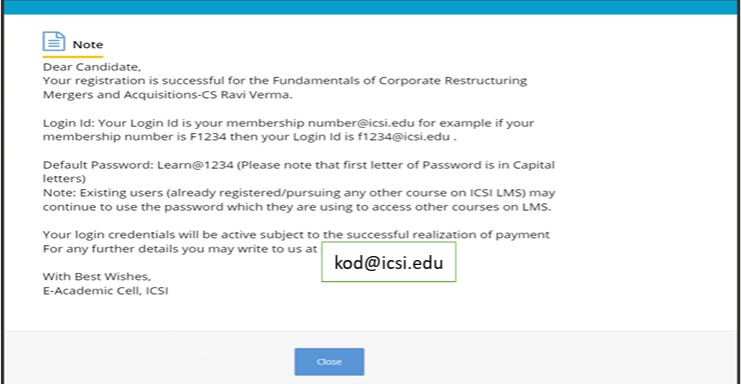 Note
Dear Candidate,
Your registration is successful for the Fundamentals of Corporate Restructuring
Mergers and Acquisitions-CS Ravi Verma.
Login Id: Your Login Id is your membership number@icsi.edu for example if your
membership number is F1234 then your Login Id is f1234@icsi.edu .
Default Password: Learn@1234 (Please note that first letter of Password is in Capital
letters)
Note: Existing users (already registered/pursuing any other course on ICSI LMS) may
continue to use the password which they are using to access other courses on LMS.
Your login credentials will be active subject to the successful realization of payment
For any further details you may write to us at
kod@icsi.edu
With Best Wishes,
E-Academic Cell, ICSI
Close